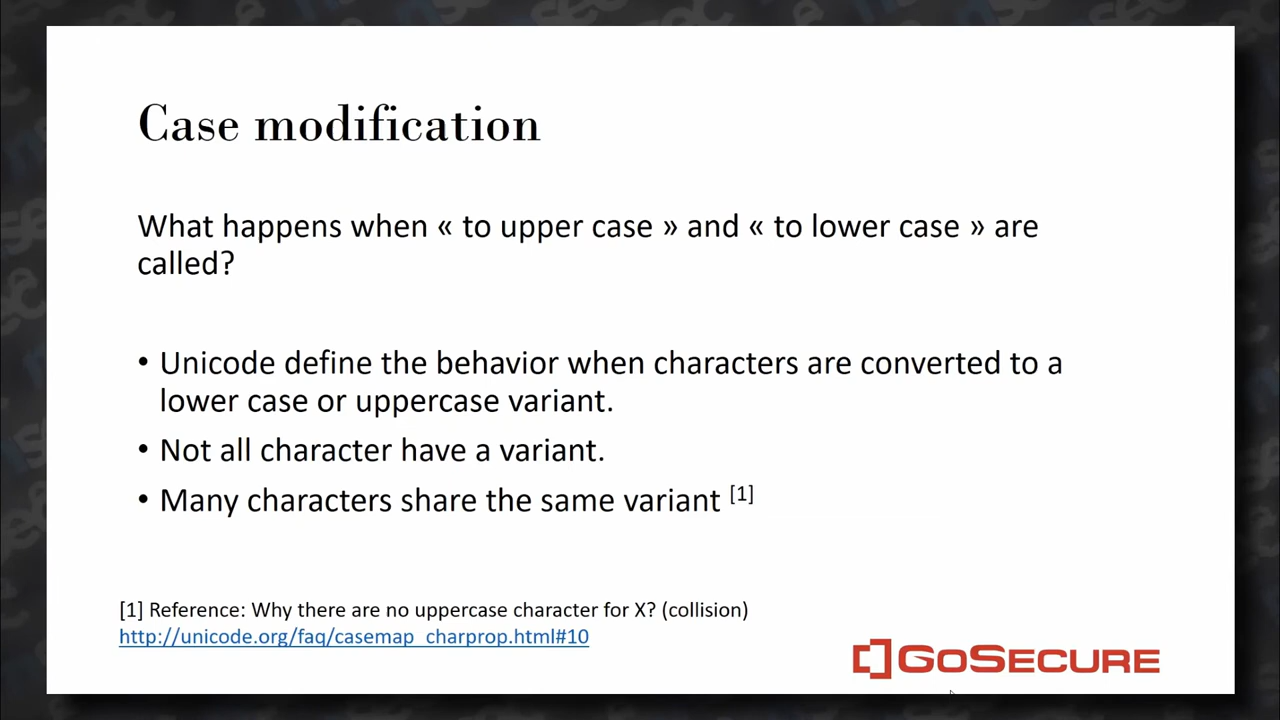 Case modification
What happens when « to upper case » and « to lower case » are
called?
• Unicode define the behavior when characters are converted to a
lower case or uppercase variant.
• Not all character have a variant.
• Many characters share the same variant [1]
[1] Reference: Why there are no uppercase character for X? (collision)
http://unicode.org/faq/casemap_charprop.html#10
GoSecure